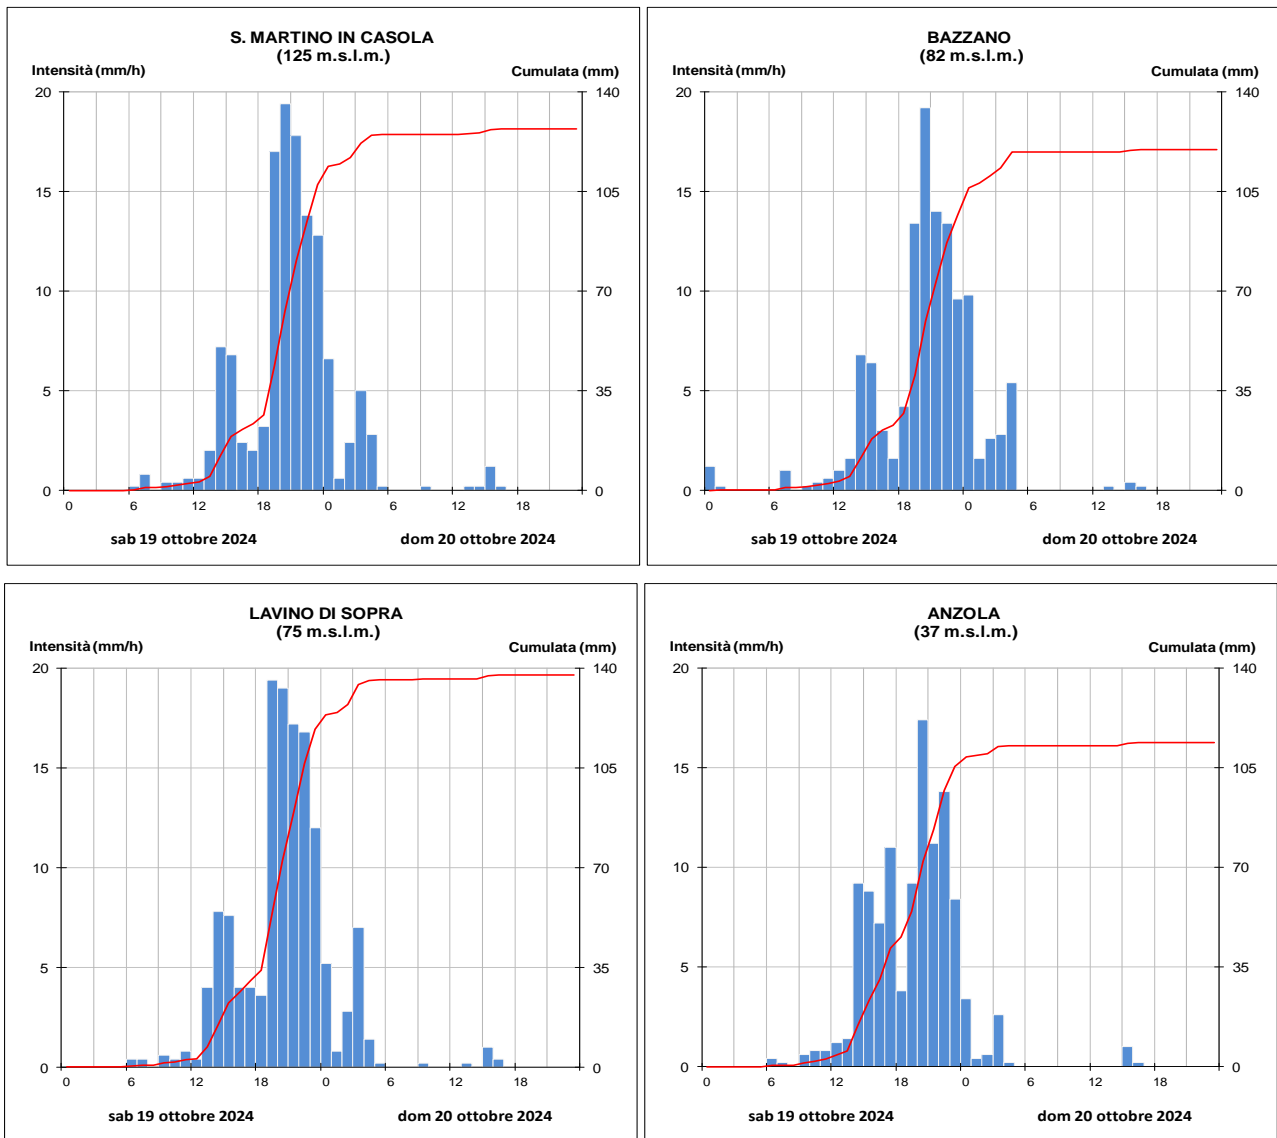 S. MARTINO IN CASOLA
(125 m.s.l.m.)
Intensità (mm/h)
Cumulata (mm)
20
15
10
5
0
140
105
70
35
0
0 6 12 18 0 6 12 18
sab 19 ottobre 2024
dom 20 ottobre 2024
BAZZANO
(82 m.s.l.m.)
Intensità (mm/h)
Cumulata (mm)
20
15
10
5
0
140
105
70
35
0
0 6 12 18 0 6 12 18
sab 19 ottobre 2024
dom 20 ottobre 2024
LAVINO DI SOPRA
(75 m.s.l.m.)
Intensità (mm/h)
Cumulata (mm)
20
15
10
5
0
140
105
70
35
0
0 6 12 18 0 6 12 18
sab 19 ottobre 2024
dom 20 ottobre 2024
ANZOLA
(37 m.s.l.m.)
Intensità (mm/h)
Cumulata (mm)
20
15
10
5
0
140
105
70
35
0
0 6 12 18 0 6 12 18
sab 19 ottobre 2024
dom 20 ottobre 2024